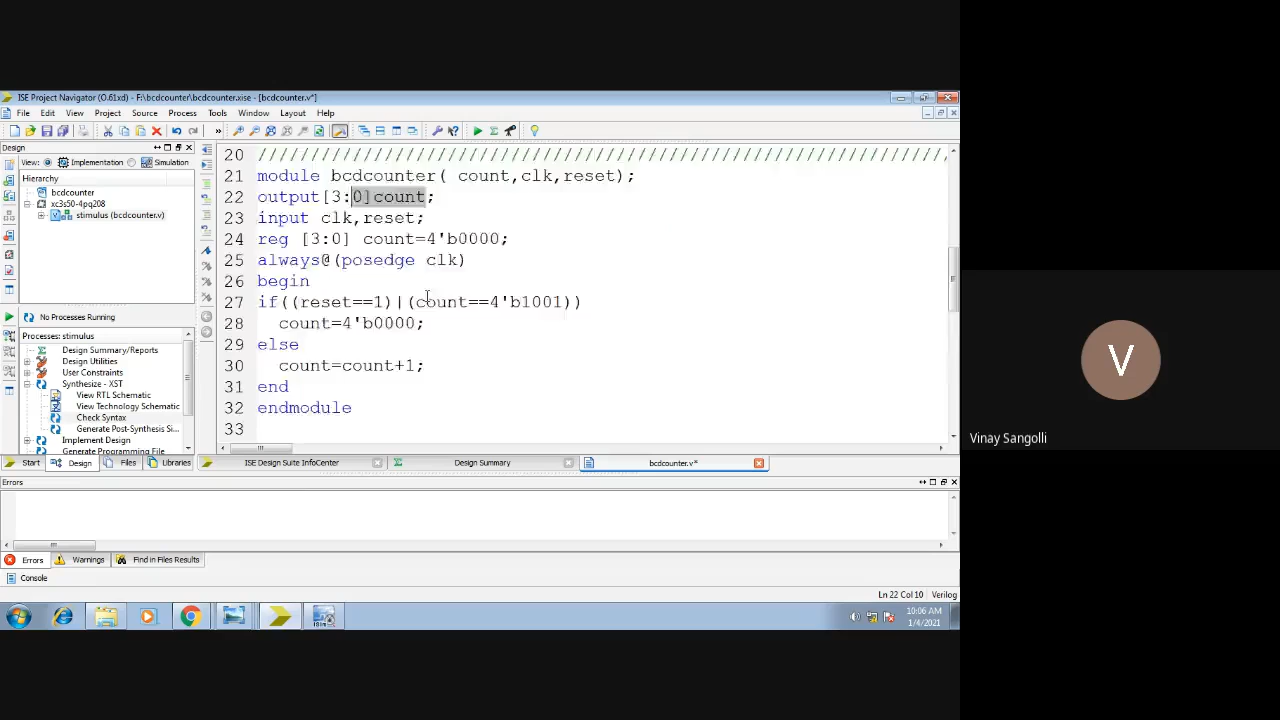 ISE Project Navigator (O.61xd) - F:\bcdcounter\bcdcounter.xise - [bcdcounter.v*]
File Edit View Project Source Process Tools Window Layout Help
»
Design
View: Implementation Simulation
Hierarchy
bcdcounter
xc3s50-4pq208
stimulus (bcdcounter.v)
No Processes Running
Processes: stimulus
Design Summary/Reports
Design Utilities
User Constraints
Synthesize - XST
View RTL Schematic
View Technology Schematic
Check Syntax
Generate Post-Synthesis Si...
Implement Design
Generate Programming File
Start Design Files Libraries
20 ///////////////////////////////////////////////////////////////////,
21 module bcdcounter( count,clk,reset);
22 output[3:0]count;
23 input clk,reset;
24 reg [3:0] count=4'b0000;
25 always@(posedge clk)
26 begin
27 if((reset==1)|(count==4'b1001))
28 count=4'b0000;
29 else
30 count=count+1;
31 end
32 endmodule
33
ISE Design Suite InfoCenter Design Summary bcdcounter.v*
Errors
Errors Warnings Find in Files Results
Console
Ln 22 Col 10 Verilog
10:06 AM
1/4/2021
V
Vinay Sangolli